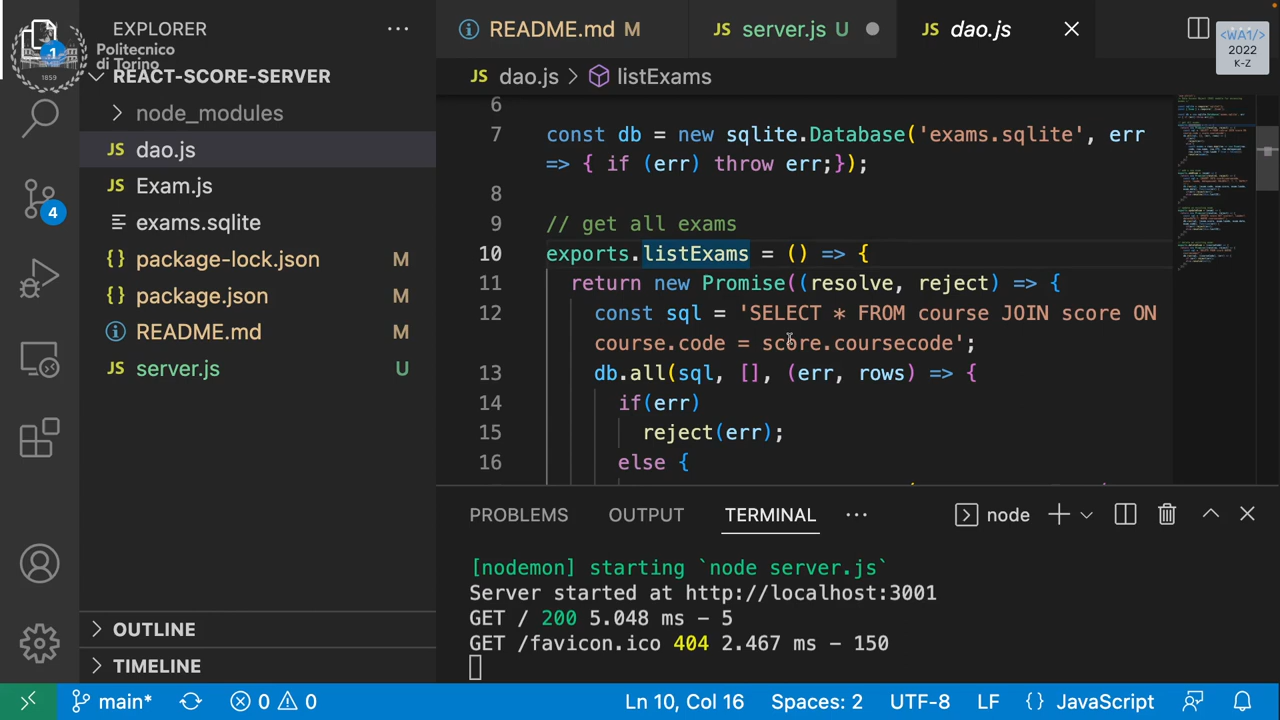 EXPLORER
Politecnico
di Torino
1859
1
REACT-SCORE-SERVER
node_modules
JS dao.js
JS Exam.js
exams.sqlite
{} package-lock.json M
{} package.json M
README.md M
JS server.js U
4
OUTLINE
TIMELINE
README.md M
JS server.js U
JS dao.js
<WA1/>
2022
K-Z
JS dao.js > listExams
6
7 const db = new sqlite.Database('exams.sqlite', err
=> { if (err) throw err;});
8
9 // get all exams
10 exports.listExams = () => {
11 return new Promise((resolve, reject) => {
12 const sql = 'SELECT * FROM course JOIN score ON
course.code = score.coursecode';
13 db.all(sql, [], (err, rows) => {
14 if(err)
15 reject(err);
16 else {
PROBLEMS OUTPUT TERMINAL ··· node
[nodemon] starting `node server.js`
Server started at http://localhost:3001
GET / 200 5.048 ms - 5
GET /favicon.ico 404 2.467 ms - 150
main* 0 0 Ln 10, Col 16 Spaces: 2 UTF-8 LF {} JavaScript